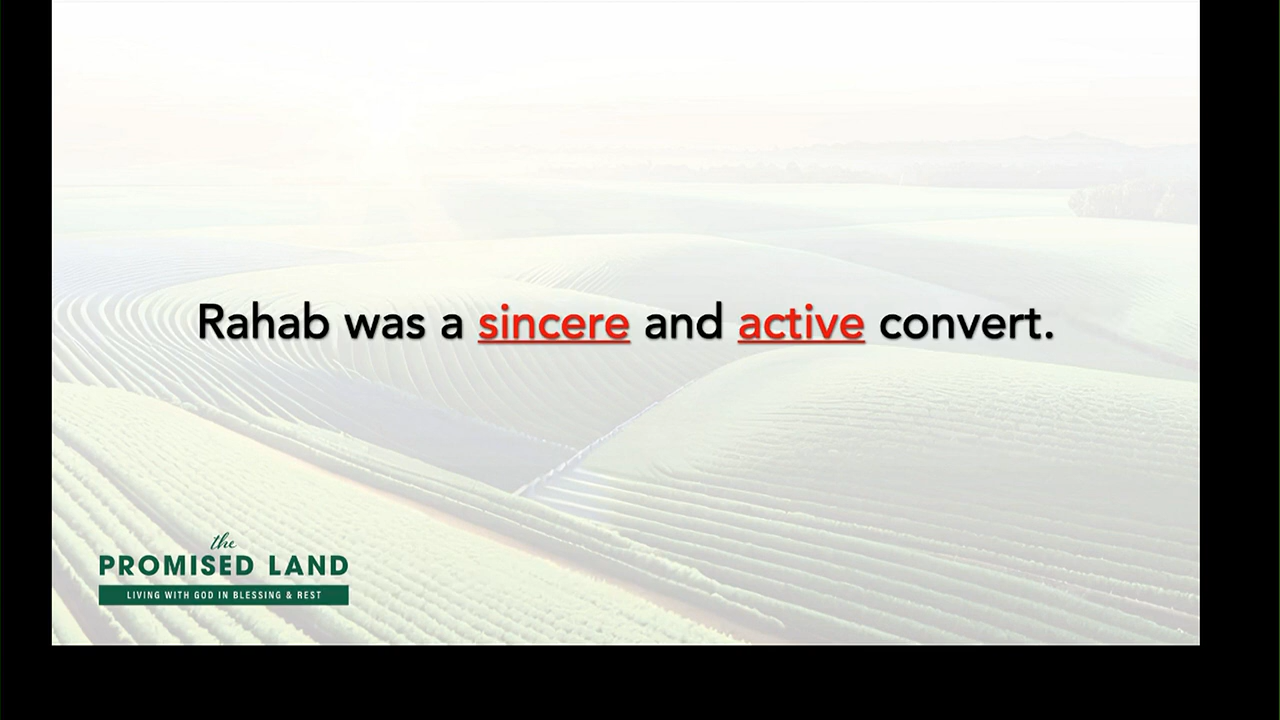 Rahab was a sincere and active convert.
the
PROMISED LAND
LIVING WITH GOD IN BLESSING & REST